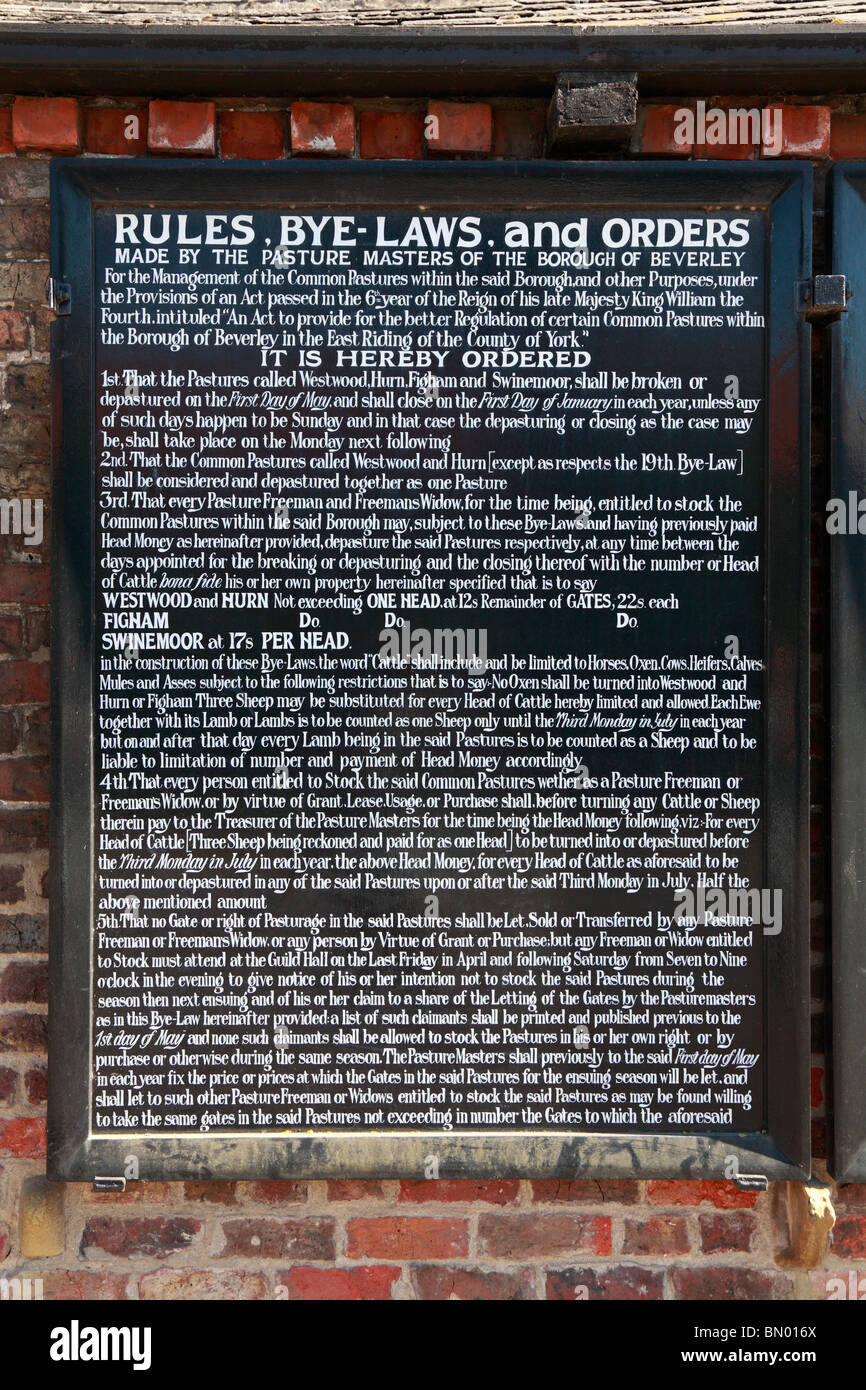 RULES, BYE-LAWS. and ORDERS
MADE BY THE PASTURE MASTERS OF THE BOROUGH OF BEVERLEY
For the Management of the Common Pastures within the said Borough, and other Purposes, under
the Provisions of an Act passed in the 6th year of the Reign of his late Majesty King William the
Fourth. intituled "An Act to provide for the better Regulation of certain Common Pastures within
the Borough of Beverley in the East Riding of the County of York."
IT IS HEREBY ORDERED
1st. That the Pastures called Westwood, Hurn, Figham and Swinemoor, shall be broken or
depastured on the First Day of May. and shall close on the First Day of January. in each year, unless any
of such days happen to be Sunday and in that case the depasturing or closing as the case may
be, shall take place on the Monday next following
2nd. That the Common Pastures called Westwood and Hurn [except as respects the 19th. Bye-Law]
shall be considered and depastured together as one Pasture
3rd. That every Pasture Freeman and Freemans Widow, for the time being, entitled to stock the
Common Pastures within the said Borough may, subject to these Bye-Laws and having previously paid
Head Money as hereinafter provided, depasture the said Pastures respectively, at any time between the
days appointed for the breaking or depasturing and the closing thereof with the number or Head
of Cattle bona fide his or her own property hereinafter specified that is to say
WESTWOOD and HURN Not exceeding ONE HEAD. at 12s Remainder of GATES, 22s. each
FIGHAM Do. Do. Do.
SWINEMOOR at 17s PER HEAD.
in the construction of these Bye-Laws. the word "Cattle" shall include and be limited to Horses, Oxen, Cows, Heifers, Calves
Mules and Asses subject to the following restrictions that is to say:- No Oxen shall be turned into Westwood and
Hurn or Figham Three Sheep may be substituted for every Head of Cattle hereby limited and allowed. Each Ewe
together with its Lamb or Lambs is to be counted as one Sheep only until the Third Monday in July in each year
but on and after that day every Lamb being in the said Pastures is to be counted as a Sheep and to be
liable to limitation of number and payment of Head Money accordingly
4th. That every person entitled to Stock the said Common Pastures wether as a Pasture Freeman or
Freemans Widow. or by virtue of Grant. Lease. Usage. or Purchase shall. before turning any Cattle or Sheep
therein pay to the Treasurer of the Pasture Masters for the time being the Head Money following. viz:- For every
Head of Cattle [Three Sheep being reckoned and paid for as one Head] to be turned into or depastured before
the Third Monday in July in each year. the above Head Money. for every Head of Cattle as aforesaid to be
turned into or depastured in any of the said Pastures upon or after the said Third Monday in July. Half the
above mentioned amount
5th. That no Gate or right of Pasturage in the said Pastures shall be Let, Sold or Transferred by any Pasture
Freeman or Freemans Widow. or any person by Virtue of Grant or Purchase; but any Freeman or Widow entitled
to Stock must attend at the Guild Hall on the Last Friday in April and following Saturday from Seven to Nine
o'clock in the evening to give notice of his or her intention not to stock the said Pastures during the
season then next ensuing and of his or her claim to a share of the Letting of the Gates by the Pasture masters
as in this Bye-Law hereinafter provided: a list of such claimants shall be printed and published previous to the
1st day of May and none such claimants shall be allowed to stock the Pastures in his or her own right or by
purchase or otherwise during the same season. The Pasture Masters shall previously to the said First day of May
in each year fix the price or prices at which the Gates in the said Pastures for the ensuing season will be let. and
shall let to such other Pasture Freeman or Widows entitled to stock the said Pastures as may be found willing
to take the same gates in the said Pastures not exceeding in number the Gates to which the aforesaid
alamy
Image ID: BN016X
www.alamy.com